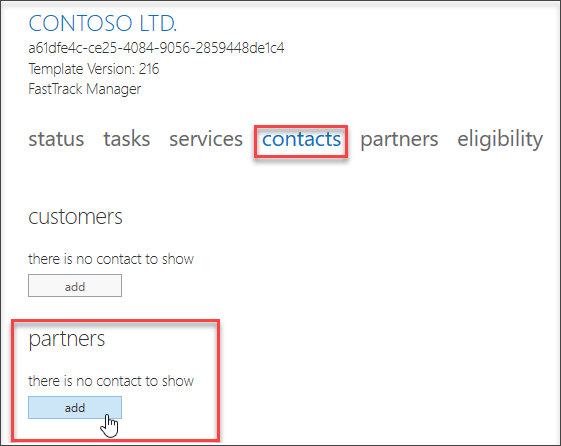 CONTOSO LTD.
a61dfe4c-ce25-4084-9056-2859448de1c4
Template Version: 216
FastTrack Manager
status tasks services contacts partners eligibility
customers
there is no contact to show
add
partners
there is no contact to show
add